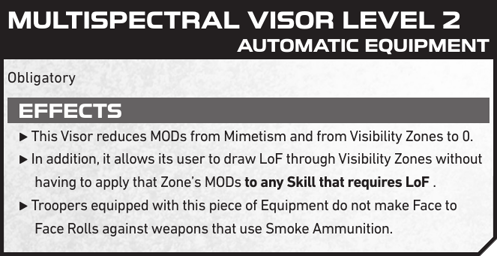 MULTISPECTRAL VISOR LEVEL 2
AUTOMATIC EQUIPMENT
Obligatory
EFFECTS
▶ This Visor reduces MODs from Mimetism and from Visibility Zones to 0.
▶ In addition, it allows its user to draw LoF through Visibility Zones without
having to apply that Zone's MODs to any Skill that requires LoF .
▶ Troopers equipped with this piece of Equipment do not make Face to
Face Rolls against weapons that use Smoke Ammunition.